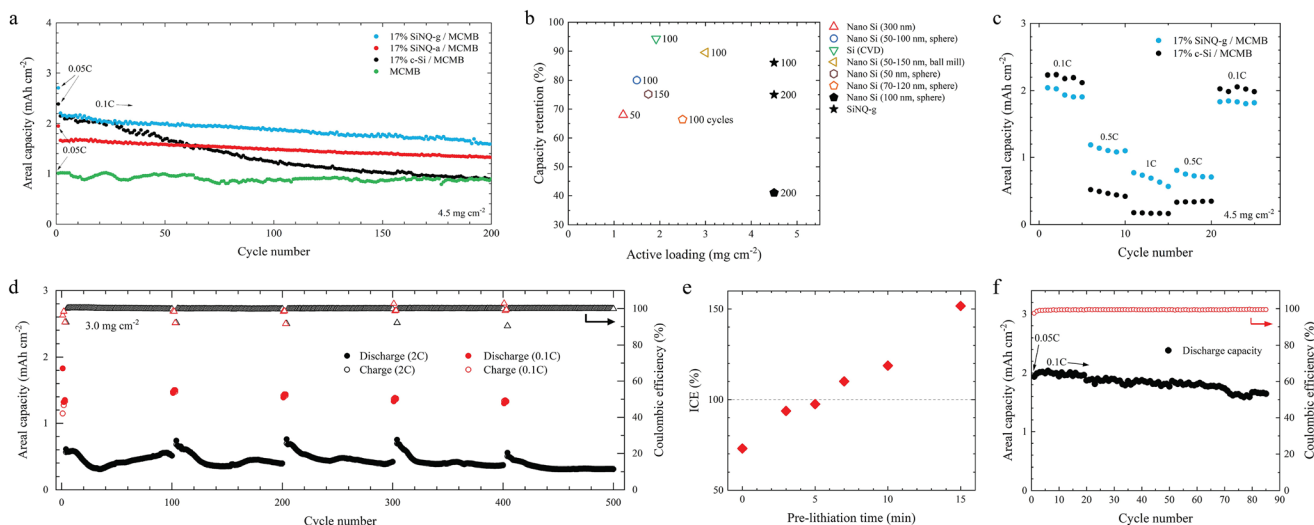 a
Areal capacity (mAh cm-2)
4
3
2
1
0
0.05C
0.1C
0.05C
17% SiNQ-g / MCMB
17% SiNQ-a / MCMB
17% c-Si / MCMB
MCMB
4.5 mg cm-2
0 50 100 150 200
Cycle number
b
Capacity retention (%)
100
90
80
70
60
50
40
30
100
100
100
100
150
200
50
100 cycles
200
0 1 2 3 4 5
Active loading (mg cm-2)
Nano Si (300 nm)
Nano Si (50-100 nm, sphere)
Si (CVD)
Nano Si (50-150 nm, ball mill)
Nano Si (50 nm, sphere)
Nano Si (70-120 nm, sphere)
Nano Si (100 nm, sphere)
SiNQ-g
c
Areal capacity (mAh cm-2)
3
2
1
0
17% SiNQ-g / MCMB
17% c-Si / MCMB
0.1C
0.5C
1C
0.5C
0.1C
4.5 mg cm-2
0 10 20
Cycle number
d
Areal capacity (mAh cm-2)
3
2
2
1
1
0
3.0 mg cm-2
Discharge (2C)
Charge (2C)
Discharge (0.1C)
Charge (0.1C)
100
80
60
40
20
0
Coulombic efficiency (%)
0 100 200 300 400 500
Cycle number
e
ICE (%)
150
100
50
0 5 10 15
Pre-lithiation time (min)
f
Areal capacity (mAh cm-2)
3
2
1
0
0.05C
0.1C
Discharge capacity
100
80
60
40
20
0
Coulombic efficiency (%)
0 10 20 30 40 50 60 70 80 90
Cycle number